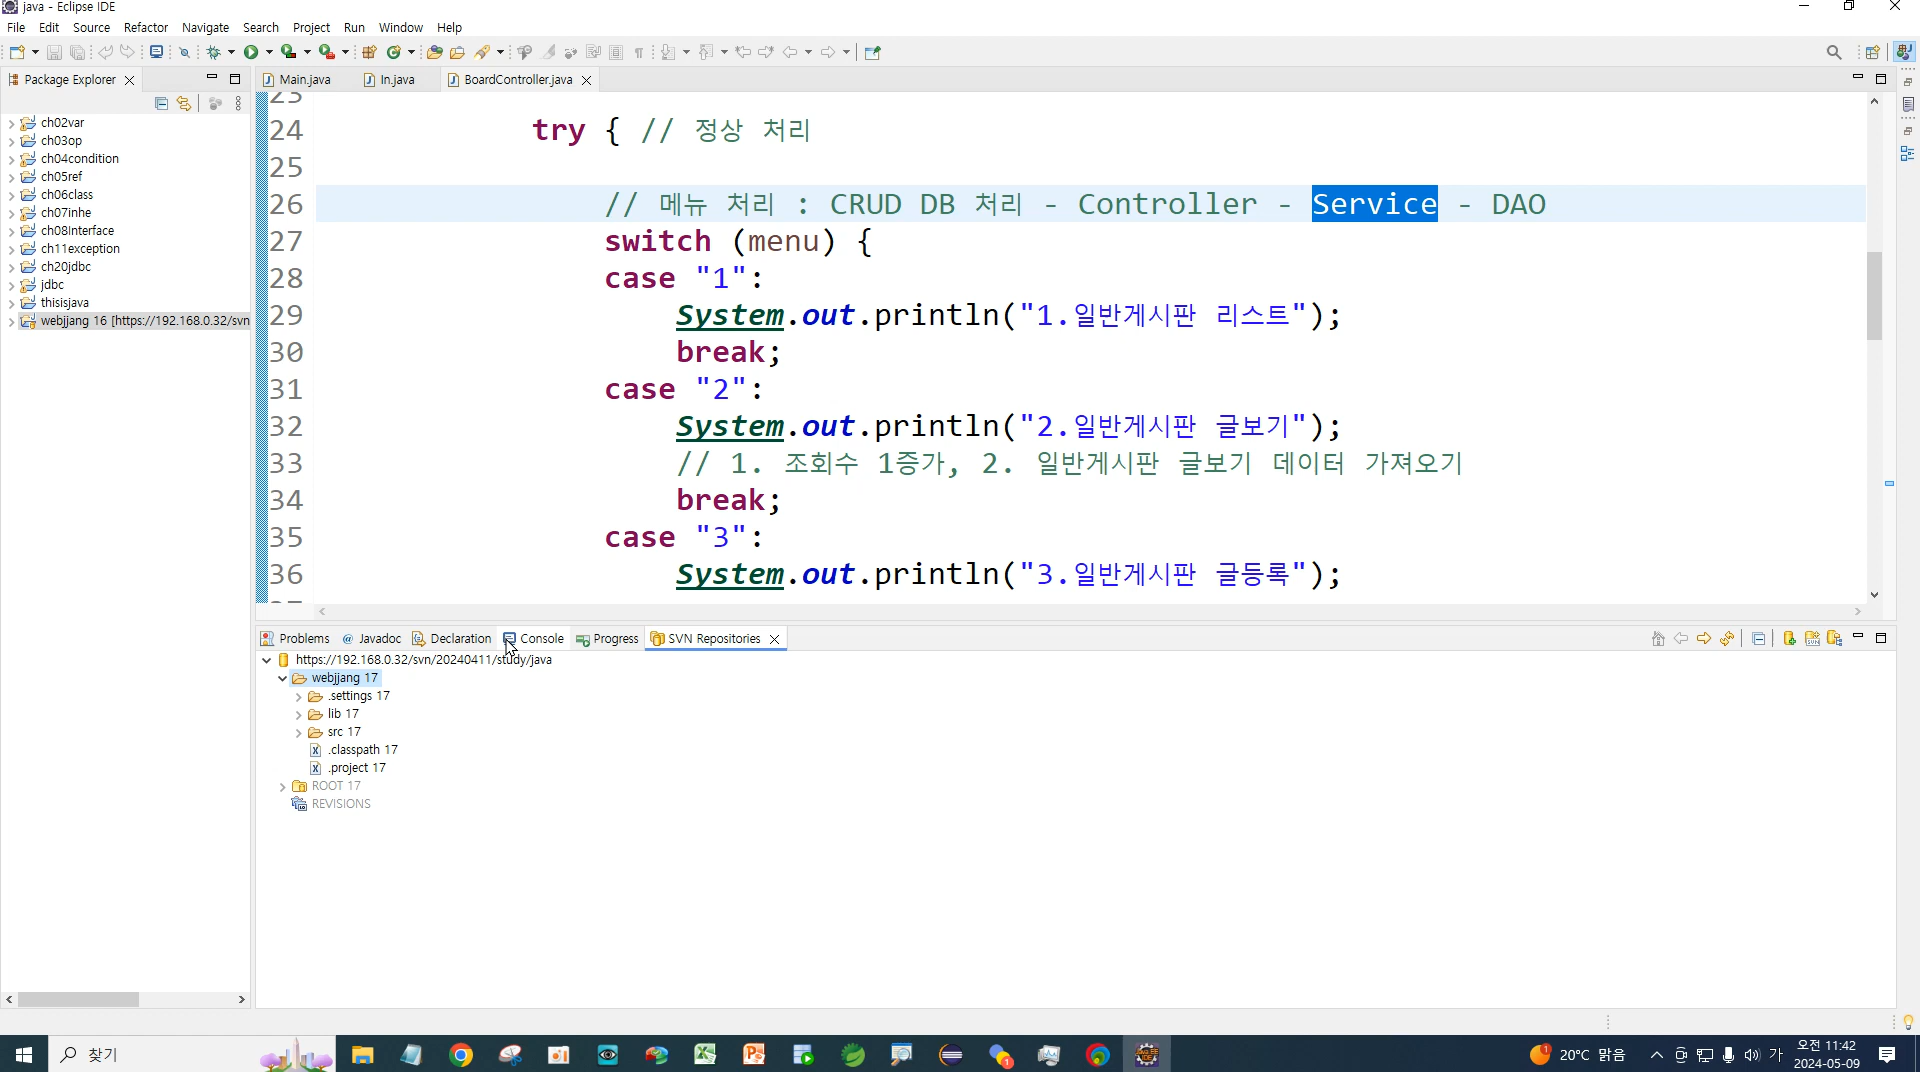 java - Eclipse IDE
File Edit Source Refactor Navigate Search Project Run Window Help
Package Explorer
Main.java In.java BoardController.java
ch02var
ch03op
ch04condition
ch05ref
ch06class
ch07inhe
ch08Interface
ch11exception
ch20jdbc
jdbc
thisisjava
webjjang 16 [https://192.168.0.32/svn
23
24 try { // 정상 처리
25
26 // 메뉴 처리 : CRUD DB 처리 - Controller - Service - DAO
27 switch (menu) {
28 case "1":
29 System.out.println("1.일반게시판 리스트");
30 break;
31 case "2":
32 System.out.println("2.일반게시판 글보기");
33 // 1. 조회수 1증가, 2. 일반게시판 글보기 데이터 가져오기
34 break;
35 case "3":
36 System.out.println("3.일반게시판 글등록");
Problems Javadoc Declaration Console Progress SVN Repositories
https://192.168.0.32/svn/20240411/study/java
webjjang 17
.settings 17
lib 17
src 17
.classpath 17
.project 17
ROOT 17
REVISIONS
찾기
20°C 맑음
가
오전 11:42
2024-05-09